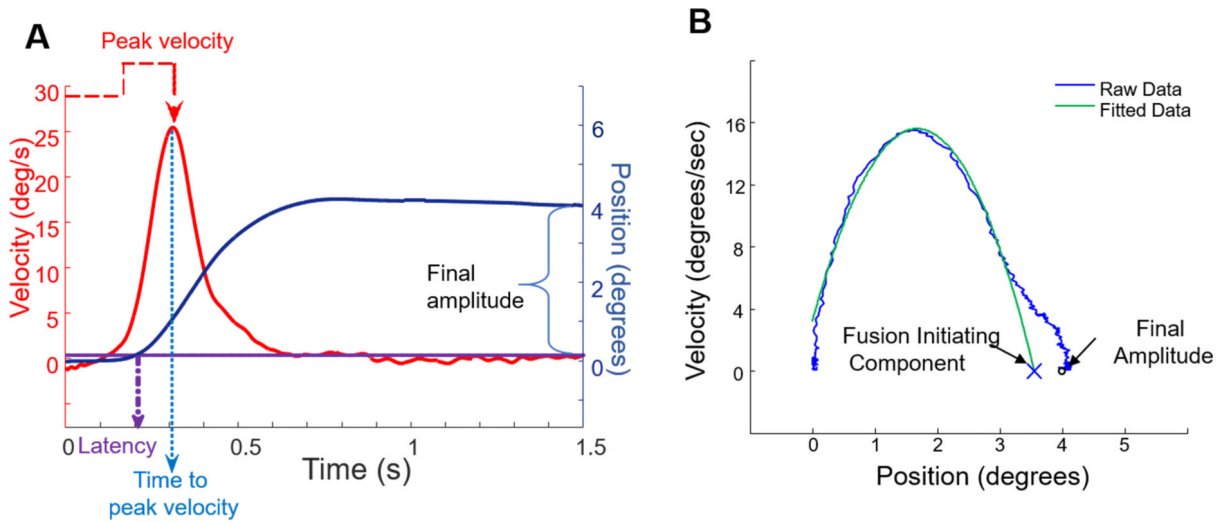 A
Peak velocity
30
25
20
15
10
5
0
Velocity (deg/s)
6
4
2
0
Position (degrees)
Final
amplitude
0
0.5
1
1.5
Latency
Time (s)
Time to
peak velocity
B
Raw Data
Fitted Data
16
12
8
4
0
Velocity (degrees/sec)
Fusion Initiating
Component
Final
Amplitude
0
1
2
3
4
5
Position (degrees)